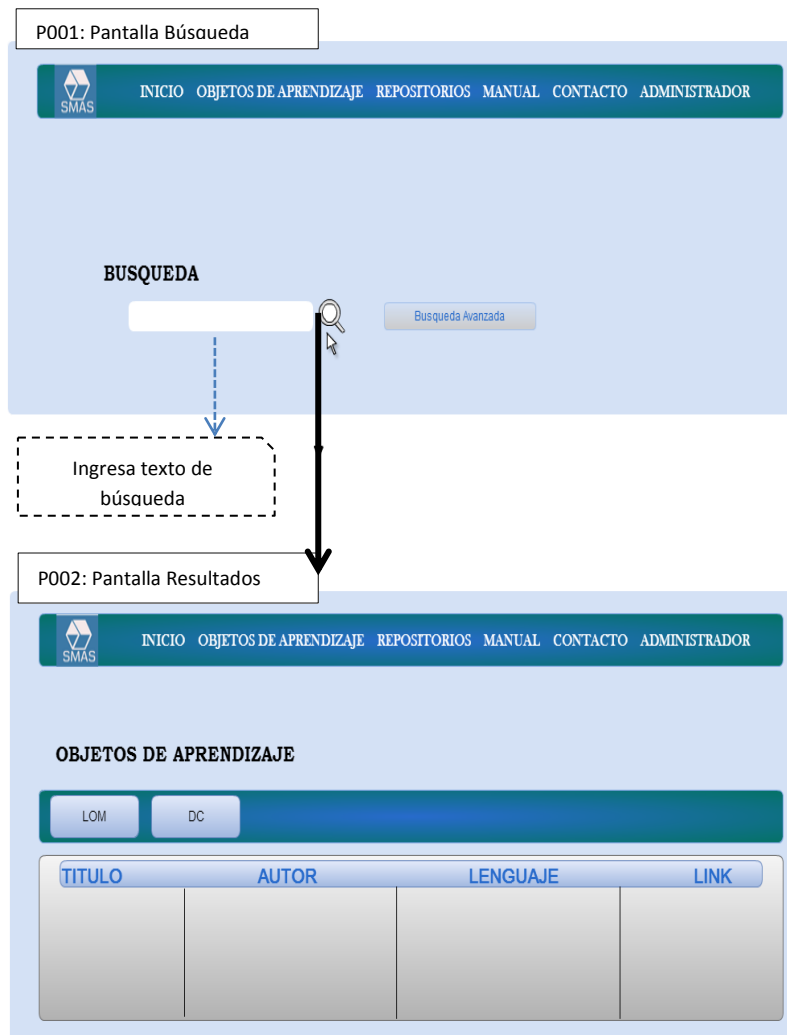 P001: Pantalla Búsqueda
SMAS
INICIO OBJETOS DE APRENDIZAJE REPOSITORIOS MANUAL CONTACTO ADMINISTRADOR
BUSQUEDA
Busqueda Avanzada
Ingresa texto de
búsqueda
P002: Pantalla Resultados
SMAS
INICIO OBJETOS DE APRENDIZAJE REPOSITORIOS MANUAL CONTACTO ADMINISTRADOR
OBJETOS DE APRENDIZAJE
LOM DC
TITULO AUTOR LENGUAJE LINK